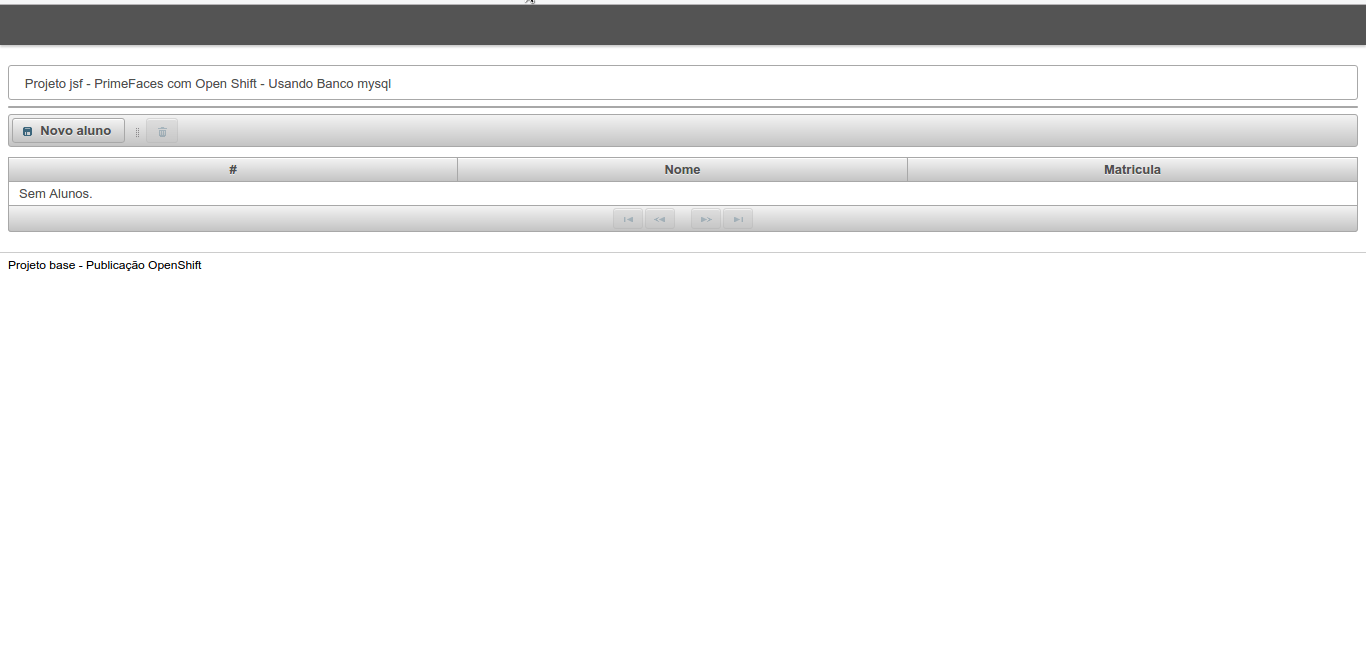 Projeto jsf - PrimeFaces com Open Shift - Usando Banco mysql
Novo aluno
# Nome Matricula
Sem Alunos.
Projeto base - Publicação OpenShift